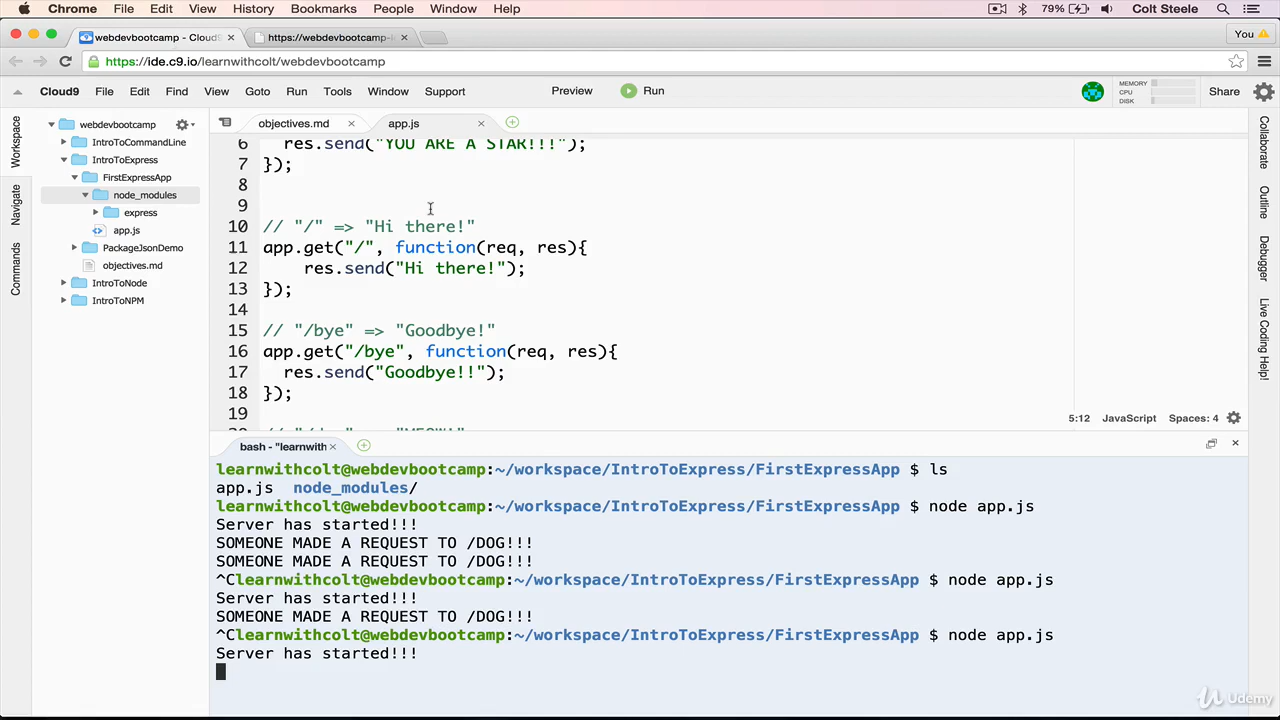 Chrome File Edit View History Bookmarks People Window Help 79% Colt Steele
webdevbootcamp - Cloud9 × https://webdevbootcamp-l × You
https://ide.c9.io/learnwithcolt/webdevbootcamp
Cloud9 File Edit Find View Goto Run Tools Window Support Preview Run MEMORY CPU DISK Share
Workspace
Navigate
Commands
webdevbootcamp
IntroToCommandLine
IntroToExpress
FirstExpressApp
node_modules
express
app.js
PackageJsonDemo
objectives.md
IntroToNode
IntroToNPM
objectives.md × app.js ×
6 res.send("YOU ARE A STAR!!!");
7 });
8
9
10 // "/" => "Hi there!"
11 app.get("/", function(req, res){
12 res.send("Hi there!");
13 });
14
15 // "/bye" => "Goodbye!"
16 app.get("/bye", function(req, res){
17 res.send("Goodbye!!");
18 });
19
5:12 JavaScript Spaces: 4
bash - "learnwith ×
learnwithcolt@webdevbootcamp:~/workspace/IntroToExpress/FirstExpressApp $ ls
app.js node_modules/
learnwithcolt@webdevbootcamp:~/workspace/IntroToExpress/FirstExpressApp $ node app.js
Server has started!!!
SOMEONE MADE A REQUEST TO /DOG!!!
SOMEONE MADE A REQUEST TO /DOG!!!
^Clearnwithcolt@webdevbootcamp:~/workspace/IntroToExpress/FirstExpressApp $ node app.js
Server has started!!!
SOMEONE MADE A REQUEST TO /DOG!!!
^Clearnwithcolt@webdevbootcamp:~/workspace/IntroToExpress/FirstExpressApp $ node app.js
Server has started!!!
Collaborate
Outline
Debugger
Live Coding Help!
Udemy